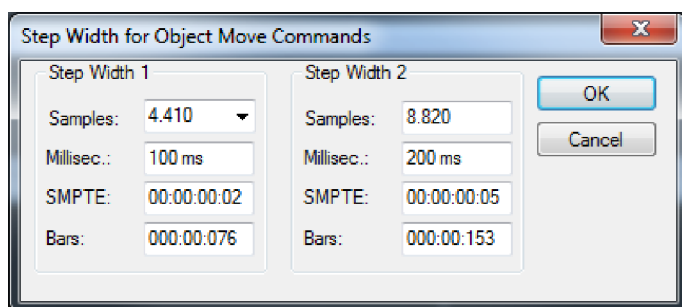 Step Width for Object Move Commands
Step Width 1
Samples: 4.410
Millisec.: 100 ms
SMPTE: 00:00:00:02
Bars: 000:00:076
Step Width 2
Samples: 8.820
Millisec.: 200 ms
SMPTE: 00:00:00:05
Bars: 000:00:153
OK
Cancel